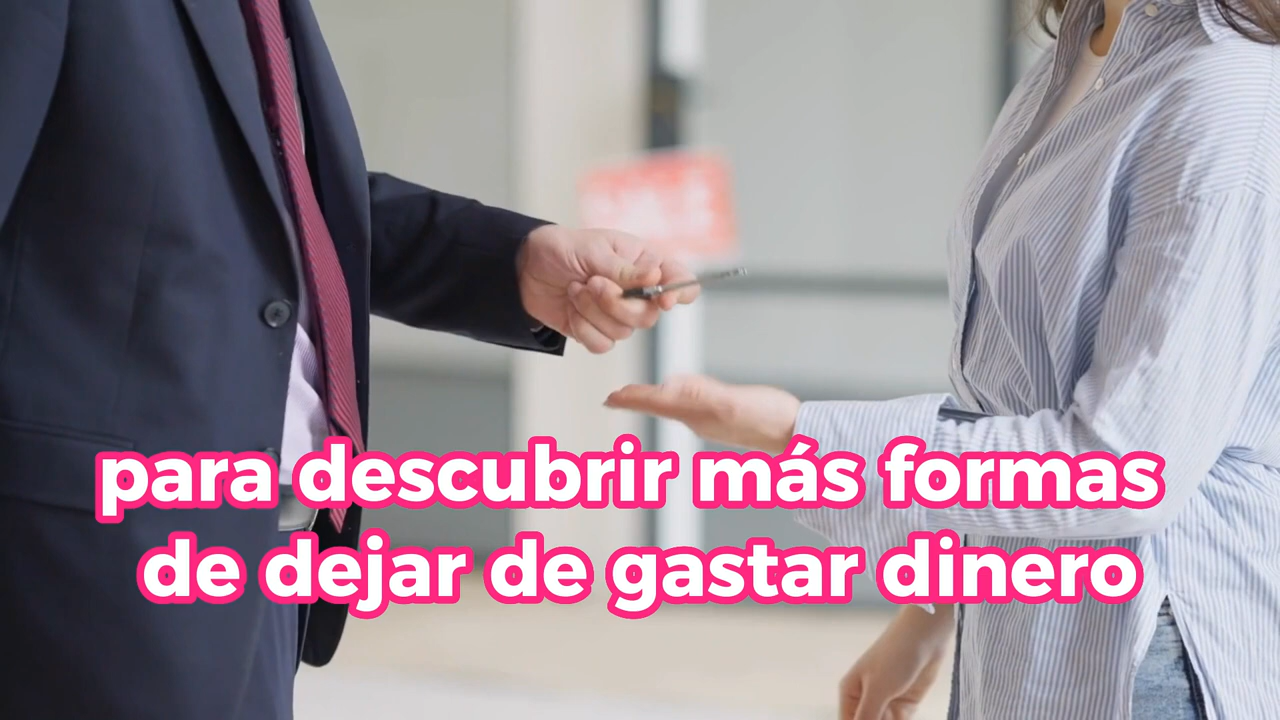 para descubrir más formas
de dejar de gastar dinero